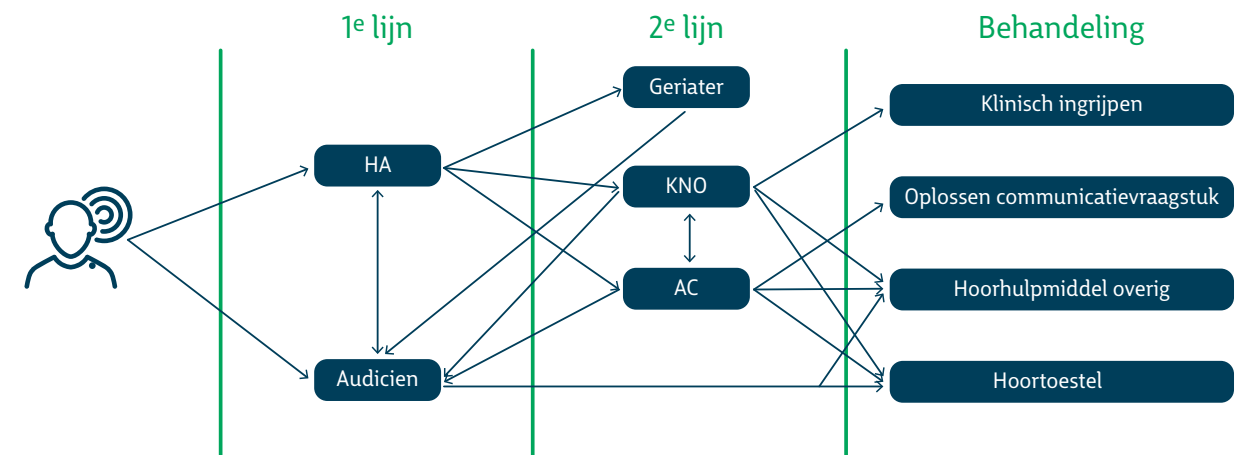 1e lijn
2e lijn
Behandeling
Geriater
Klinisch ingrijpen
HA
KNO
Oplossen communicatievraagstuk
AC
Hoorhulpmiddel overig
Audicien
Hoortoestel